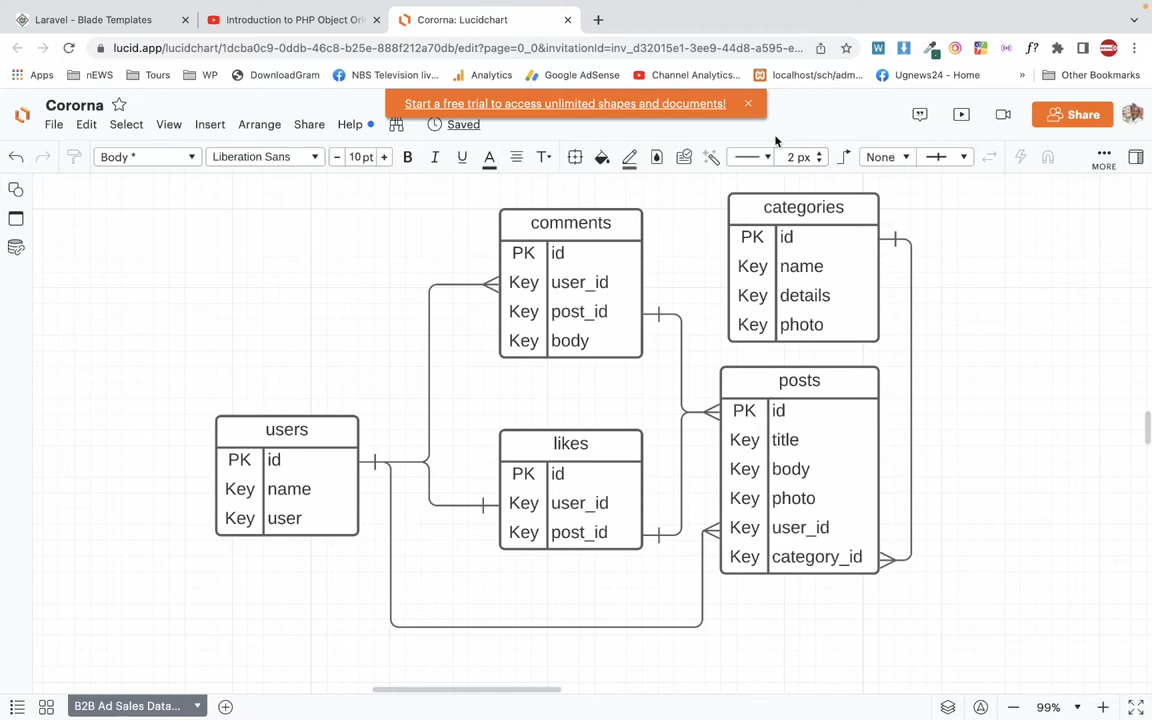 Laravel - Blade Templates
Introduction to PHP Object Ori
Cororna: Lucidchart
lucid.app/lucidchart/1dcba0c9-0ddb-46c8-b25e-888f212a70db/edit?page=0_0&invitationId=inv_d32015e1-3ee9-44d8-a595-e...
Apps
nEWS
Tours
WP
DownloadGram
NBS Television liv...
Analytics
Google AdSense
Channel Analytics...
localhost/sch/adm...
Ugnews24 - Home
»
Other Bookmarks
Cororna
Start a free trial to access unlimited shapes and documents!
File
Edit
Select
View
Insert
Arrange
Share
Help
Saved
Share
Body *
Liberation Sans
10 pt
B
I
U
A
T
2 px
None
MORE
comments
PK id
Key user_id
Key post_id
Key body
categories
PK id
Key name
Key details
Key photo
users
PK id
Key name
Key user
likes
PK id
Key user_id
Key post_id
posts
PK id
Key title
Key body
Key photo
Key user_id
Key category_id
B2B Ad Sales Data...
99%